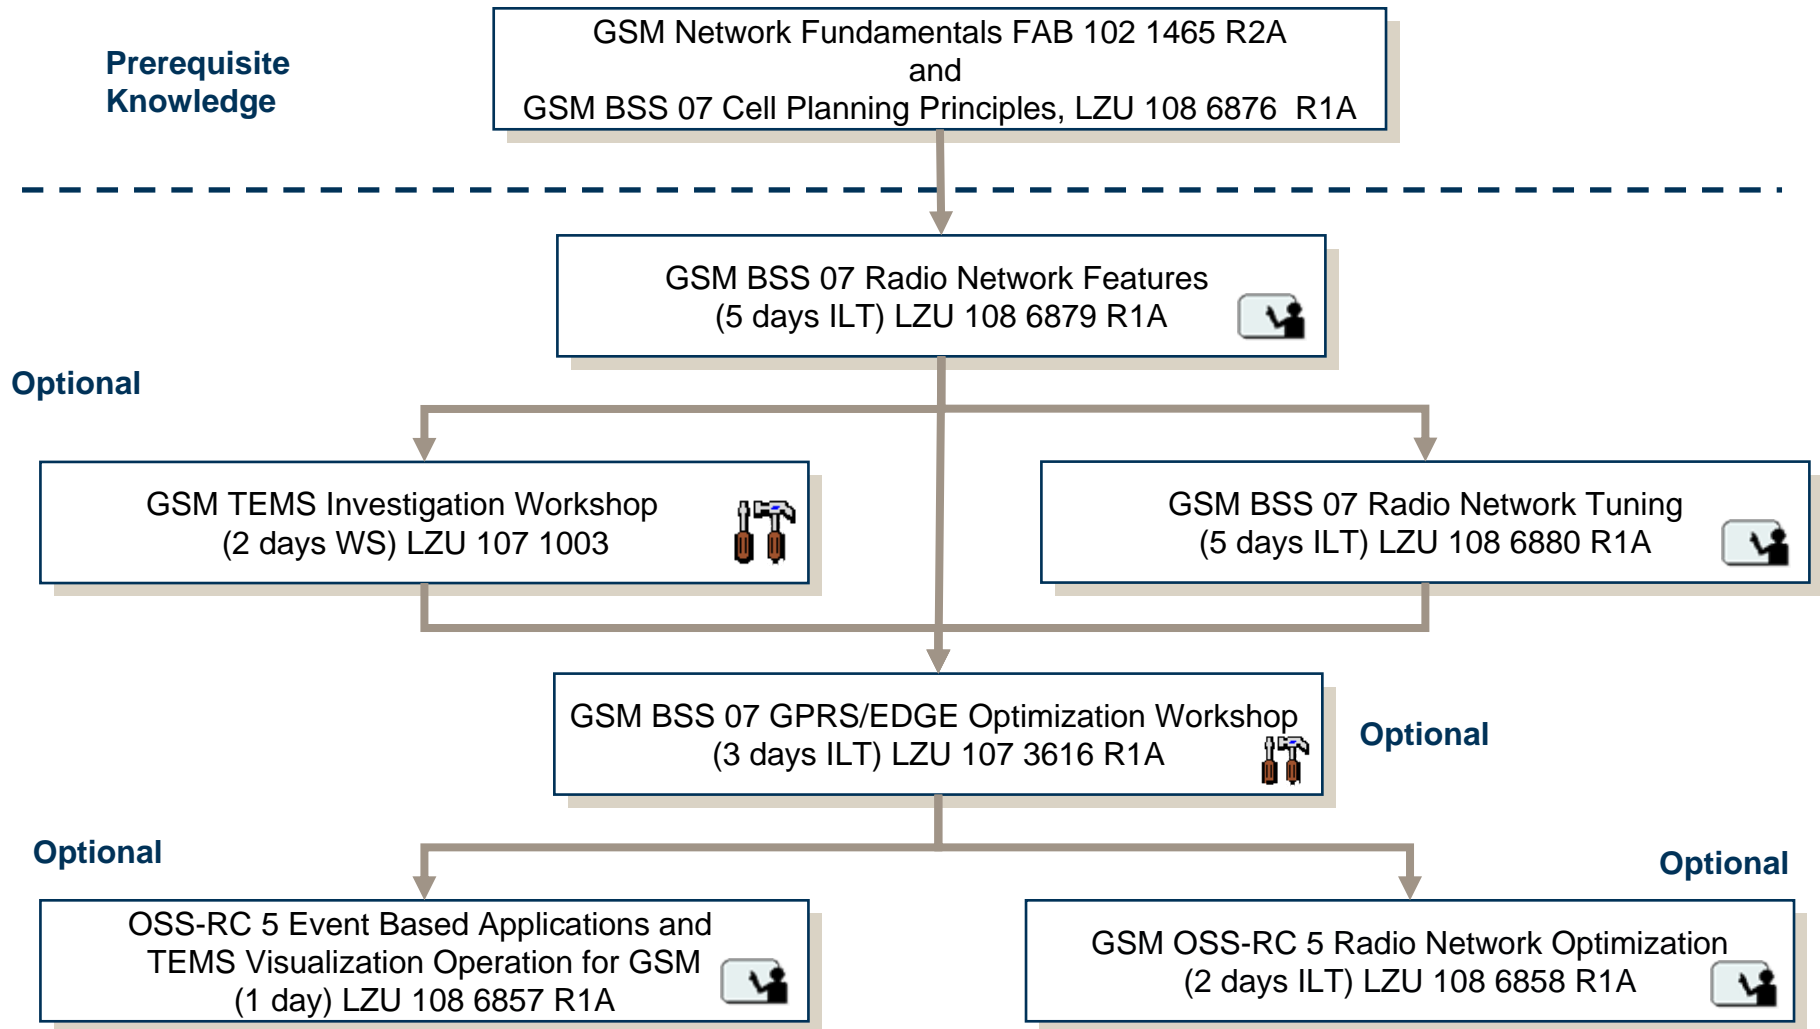 Prerequisite
Knowledge
GSM Network Fundamentals FAB 102 1465 R2A
and
GSM BSS 07 Cell Planning Principles, LZU 108 6876 R1A
GSM BSS 07 Radio Network Features
(5 days ILT) LZU 108 6879 R1A
Optional
GSM TEMS Investigation Workshop
(2 days WS) LZU 107 1003
GSM BSS 07 Radio Network Tuning
(5 days ILT) LZU 108 6880 R1A
GSM BSS 07 GPRS/EDGE Optimization Workshop
(3 days ILT) LZU 107 3616 R1A
Optional
Optional
OSS-RC 5 Event Based Applications and
TEMS Visualization Operation for GSM
(1 day) LZU 108 6857 R1A
Optional
GSM OSS-RC 5 Radio Network Optimization
(2 days ILT) LZU 108 6858 R1A